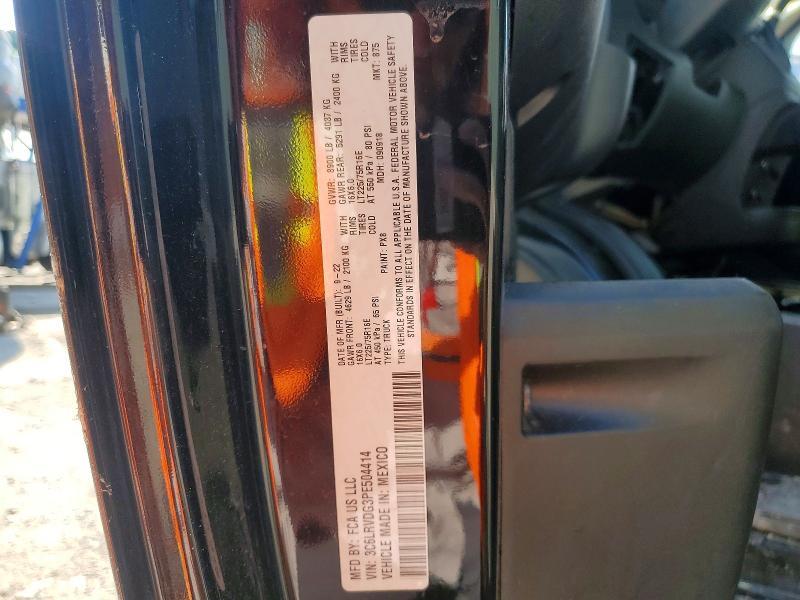 MFD BY: FCA US LLC
VIN: 3C6LRVDG3PE504414
VEHICLE MADE IN: MEXICO
DATE OF MFR (BUILT): 9-22 GVWR: 8900 LB / 4037 KG
GAWR FRONT: 4629 LB / 2100 KG WITH GAWR REAR: 5291 LB / 2400 KG WITH
16X6.0 RIMS 16X6.0 RIMS
LT225/75R16E TIRES LT225/75R16E TIRES
AT 450 kPa / 65 PSI COLD AT 550 kPa / 80 PSI COLD
TYPE: TRUCK PAINT: PX8 MDH: 090918 MKT: 875
THIS VEHICLE CONFORMS TO ALL APPLICABLE U.S.A. FEDERAL MOTOR VEHICLE SAFETY
STANDARDS IN EFFECT ON THE DATE OF MANUFACTURE SHOWN ABOVE.